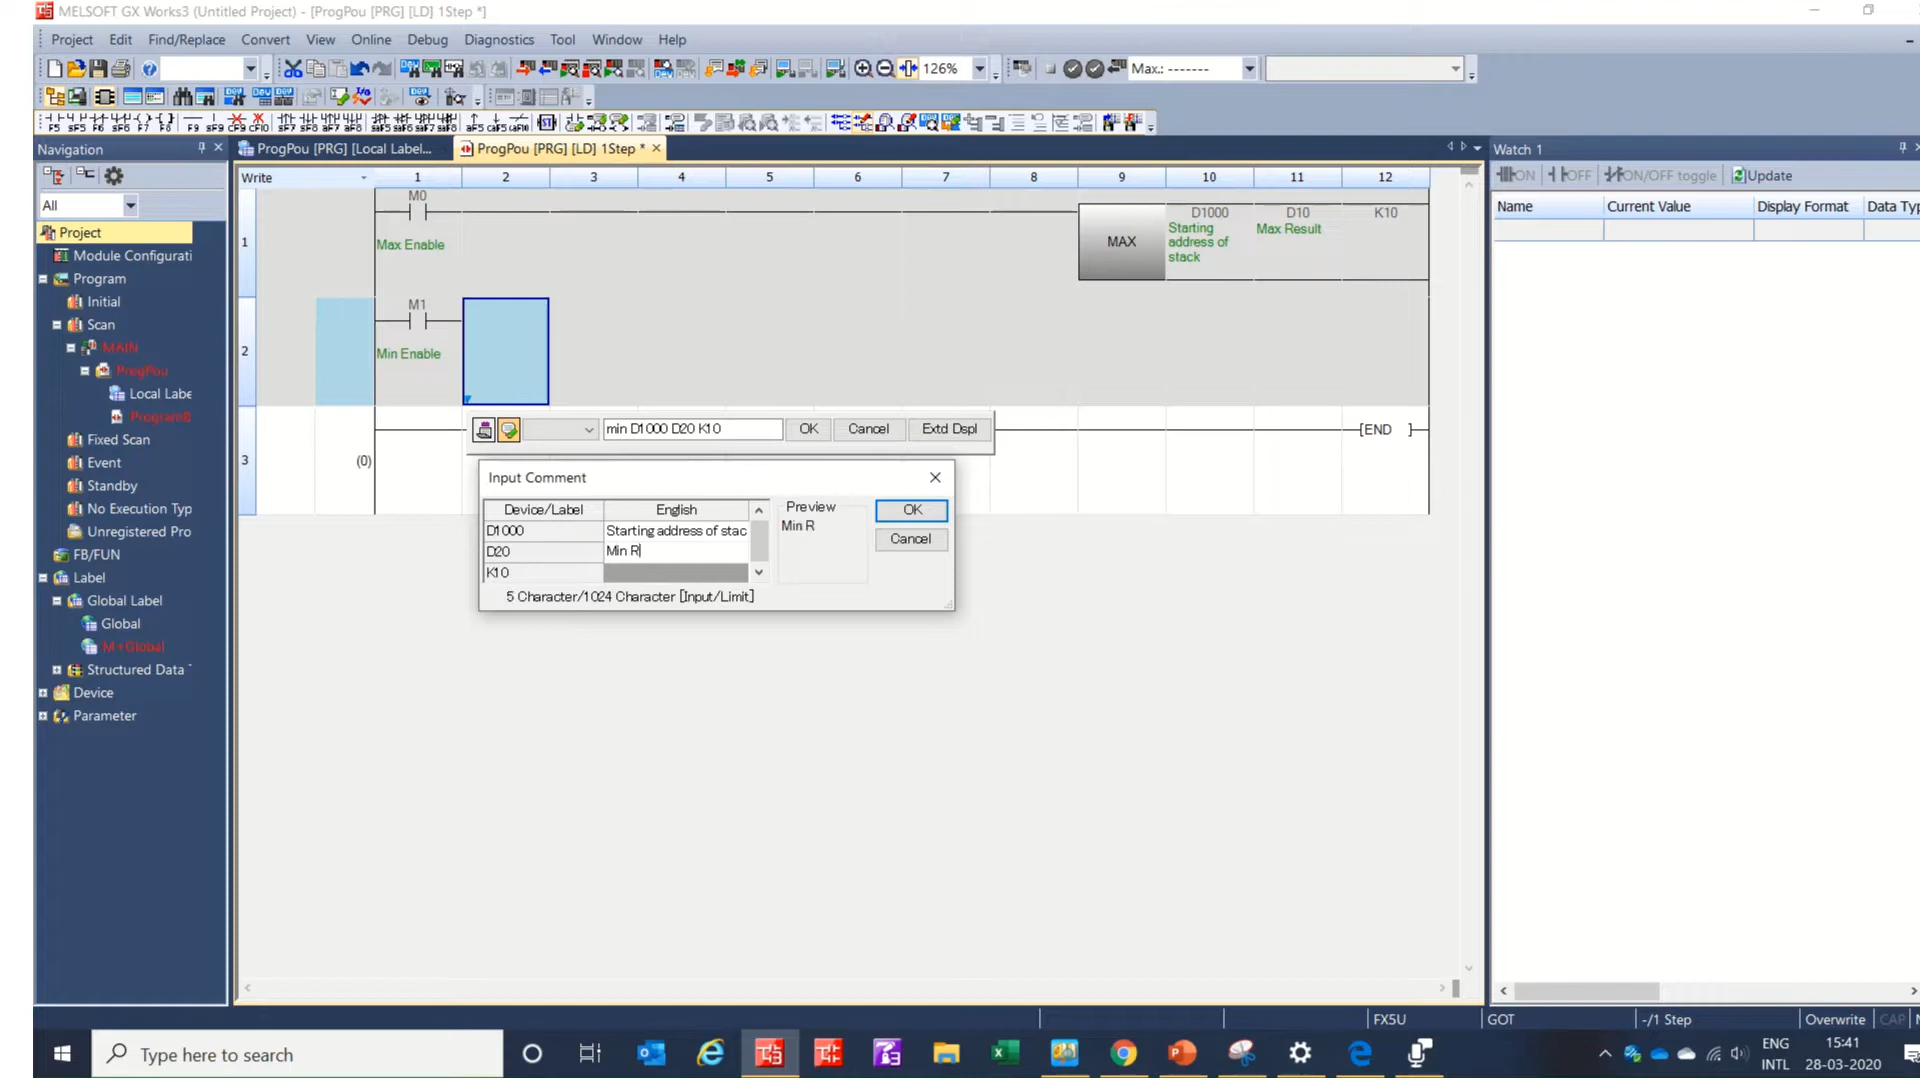 MELSOFT GX Works3 (Untitled Project) - [ProgPou [PRG] [LD] 1Step *]
Project Edit Find/Replace Convert View Online Debug Diagnostics Tool Window Help
126%
Max.: -------
Navigation
ProgPou [PRG] [Local Label...
ProgPou [PRG] [LD] 1Step *
Watch 1
ON OFF ON/OFF toggle Update
All
Write 1 2 3 4 5 6 7 8 9 10 11 12
Name Current Value Display Format Data Typ
Project
Module Configurati
Program
Initial
Scan
MAIN
ProgPou
Local Labe
ProgramB
Fixed Scan
Event
Standby
No Execution Typ
Unregistered Pro
FB/FUN
Label
Global Label
Global
M+Global
Structured Data
Device
Parameter
1
M0
Max Enable
MAX
D1000
Starting
address of
stack
D10
Max Result
K10
2
M1
Min Enable
3
(0)
[END ]
min D1000 D20 K10 OK Cancel Extd Dspl
Input Comment
Device/Label English
D1000 Starting address of stac
D20 Min R
K10
5 Character/1024 Character [Input/Limit]
Preview
Min R
OK
Cancel
FX5U GOT -/1 Step Overwrite CAP
Type here to search
ENG
INTL
15:41
28-03-2020